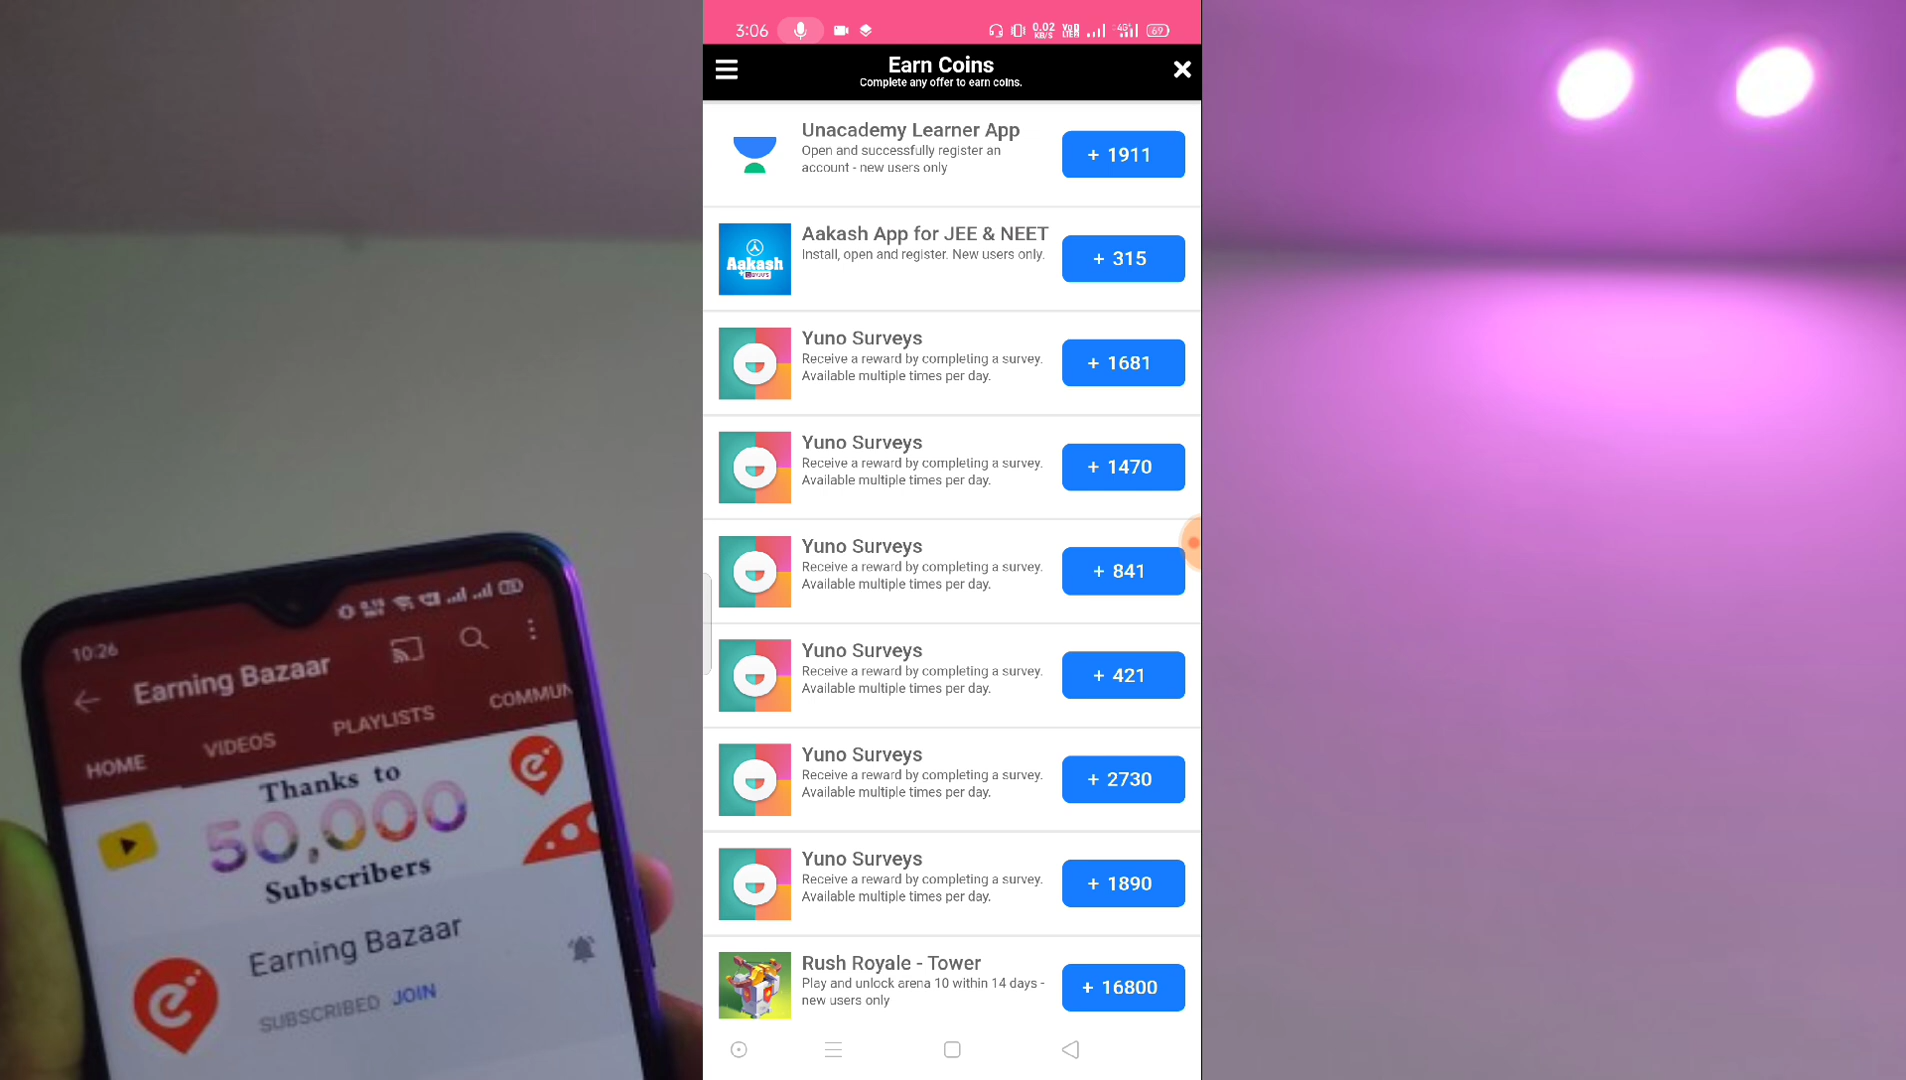 3:06
0.02
KB/S
69
Earn Coins
Complete any offer to earn coins.
Unacademy Learner App
Open and successfully register an
account - new users only
+ 1911
Aakash
Aakash App for JEE & NEET
Install, open and register. New users only.
+ 315
Yuno Surveys
Receive a reward by completing a survey.
Available multiple times per day.
+ 1681
Yuno Surveys
Receive a reward by completing a survey.
Available multiple times per day.
+ 1470
Yuno Surveys
Receive a reward by completing a survey.
Available multiple times per day.
+ 841
Yuno Surveys
Receive a reward by completing a survey.
Available multiple times per day.
+ 421
Yuno Surveys
Receive a reward by completing a survey.
Available multiple times per day.
+ 2730
Yuno Surveys
Receive a reward by completing a survey.
Available multiple times per day.
+ 1890
Rush Royale - Tower
Play and unlock arena 10 within 14 days -
new users only
+ 16800
10:26
Earning Bazaar
HOME VIDEOS PLAYLISTS COMMUN
Thanks to
50,000
Subscribers
Earning Bazaar
SUBSCRIBED JOIN